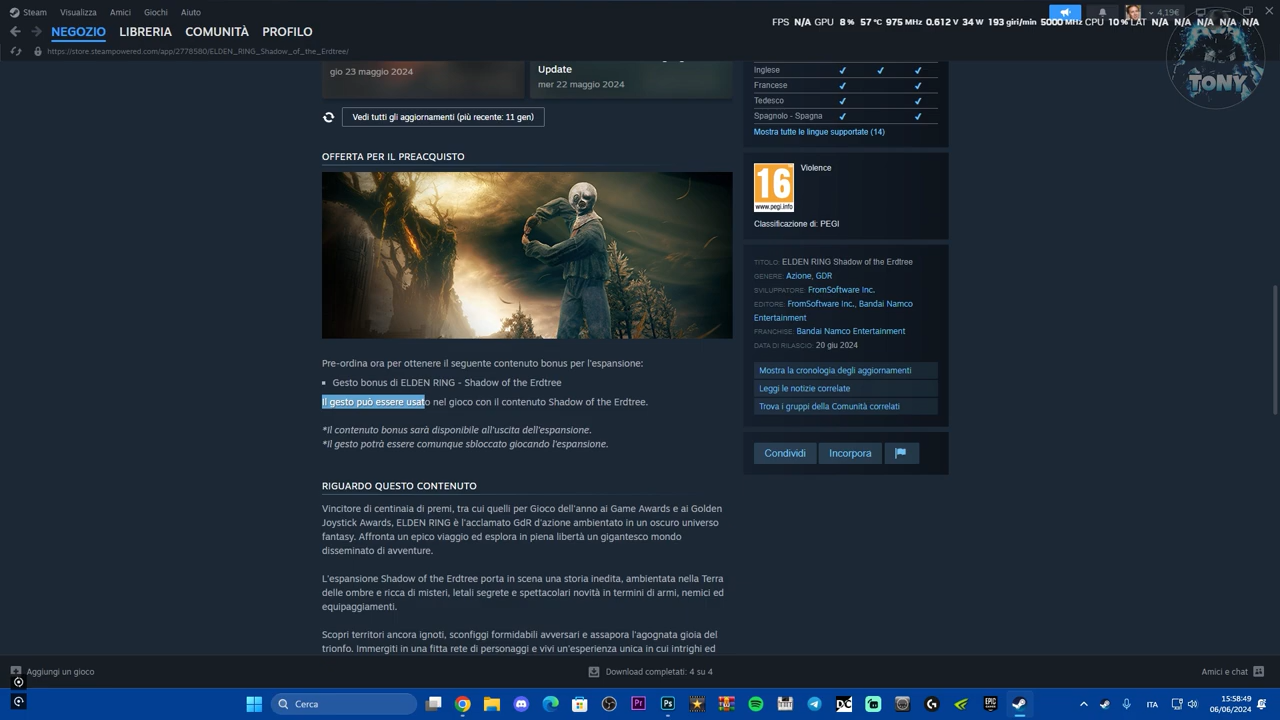 Steam Visualizza Amici Giochi Aiuto
4,19€
FPS N/A GPU 8 % 57 °C 975 MHz 0.612 V 34 W 193 giri/min 5000 MHz CPU 10 % LAT N/A N/A N/A N/A N/A
NEGOZIO LIBRERIA COMUNITÀ PROFILO
https://store.steampowered.com/app/2778580/ELDEN_RING_Shadow_of_the_Erdtree/
TONY
gio 23 maggio 2024
Update
mer 22 maggio 2024
Vedi tutti gli aggiornamenti (più recente: 11 gen)
OFFERTA PER IL PREACQUISTO
Pre-ordina ora per ottenere il seguente contenuto bonus per l'espansione:
Gesto bonus di ELDEN RING - Shadow of the Erdtree
Il gesto può essere usato nel gioco con il contenuto Shadow of the Erdtree.
*Il contenuto bonus sarà disponibile all'uscita dell'espansione.
*Il gesto potrà essere comunque sbloccato giocando l'espansione.
RIGUARDO QUESTO CONTENUTO
Vincitore di centinaia di premi, tra cui quelli per Gioco dell'anno ai Game Awards e ai Golden
Joystick Awards, ELDEN RING è l'acclamato GdR d'azione ambientato in un oscuro universo
fantasy. Affronta un epico viaggio ed esplora in piena libertà un gigantesco mondo
disseminato di avventure.
L'espansione Shadow of the Erdtree porta in scena una storia inedita, ambientata nella Terra
delle ombre e ricca di misteri, letali segrete e spettacolari novità in termini di armi, nemici ed
equipaggiamenti.
Scopri territori ancora ignoti, sconfiggi formidabili avversari e assapora l'agognata gioia del
trionfo. Immergiti in una fitta rete di personaggi e vivi un'esperienza unica in cui intrighi ed
Inglese
Francese
Tedesco
Spagnolo - Spagna
Mostra tutte le lingue supportate (14)
16
www.pegi.info
Violence
Classificazione di: PEGI
TITOLO: ELDEN RING Shadow of the Erdtree
GENERE: Azione, GDR
SVILUPPATORE: FromSoftware Inc.
EDITORE: FromSoftware Inc., Bandai Namco
Entertainment
FRANCHISE: Bandai Namco Entertainment
DATA DI RILASCIO: 20 giu 2024
Mostra la cronologia degli aggiornamenti
Leggi le notizie correlate
Trova i gruppi della Comunità correlati
Condividi Incorpora
Aggiungi un gioco
Download completati: 4 su 4
Amici e chat
Cerca
ITA
15:58:49
06/06/2024